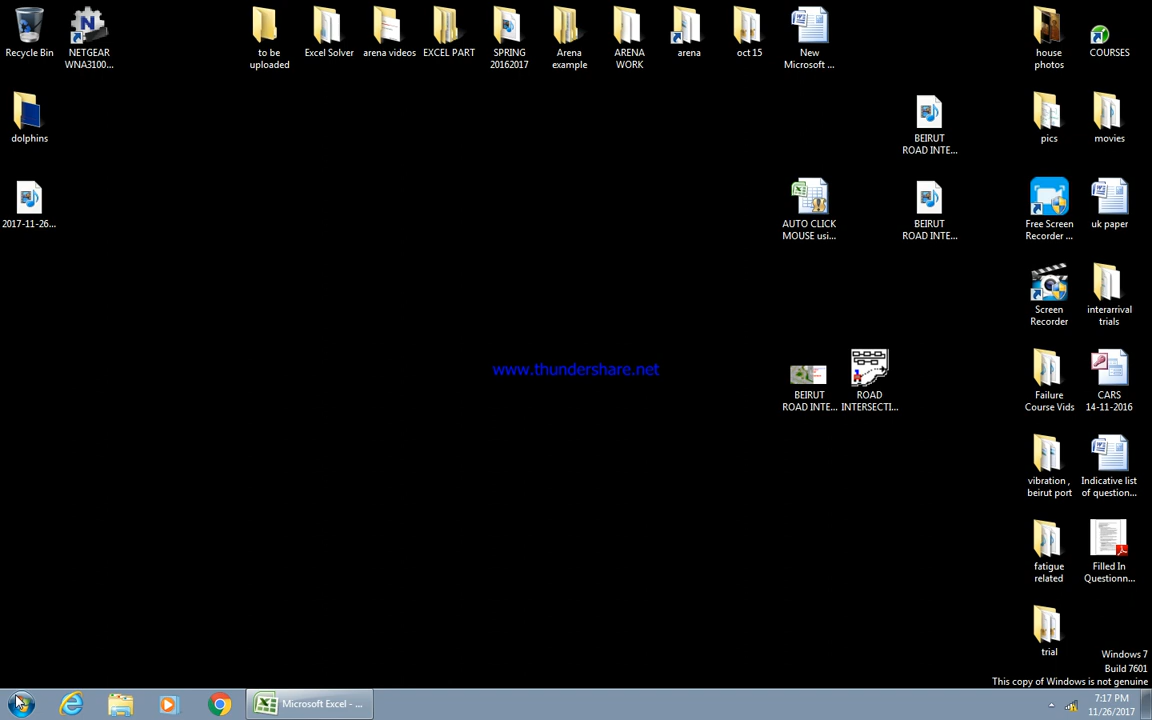 Recycle Bin
NETGEAR
WNA3100...
to be
uploaded
Excel Solver
arena videos
EXCEL PART
SPRING
20162017
Arena
example
ARENA
WORK
arena
oct 15
New
Microsoft ...
house
photos
COURSES
dolphins
BEIRUT
ROAD INTE...
pics
movies
2017-11-26...
AUTO CLICK
MOUSE usi...
BEIRUT
ROAD INTE...
Free Screen
Recorder ...
uk paper
Screen
Recorder
interarrival
trials
www.thundershare.net
BEIRUT
ROAD INTE...
ROAD
INTERSECTI...
Failure
Course Vids
CARS
14-11-2016
vibration ,
beirut port
Indicative list
of question...
fatigue
related
Filled In
Questionn...
trial
Windows 7
Build 7601
This copy of Windows is not genuine
Microsoft Excel - ...
7:17 PM
11/26/2017